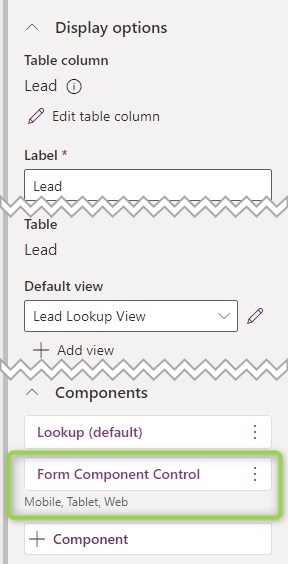 Display options
Table column
Lead
Edit table column
Label *
Lead
Table
Lead
Default view
Lead Lookup View
Add view
Components
Lookup (default)
Form Component Control
Mobile, Tablet, Web
Component